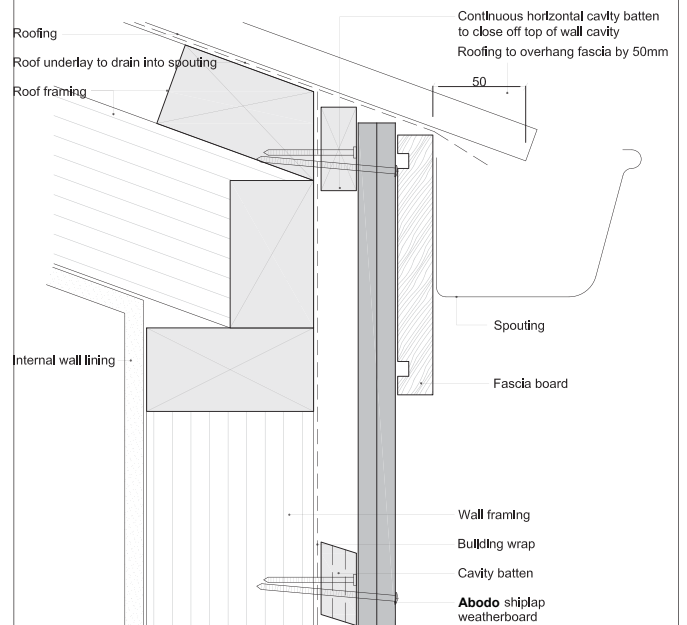 Continuous horizontal cavity batten
to close off top of wall cavity
Roofing
Roofing to overhang fascia by 50mm
Roof underlay to drain into spouting
50
Roof framing
Spouting
Internal wall lining
Fascia board
Wall framing
Building wrap
Cavity batten
Abodo shiplap
weatherboard